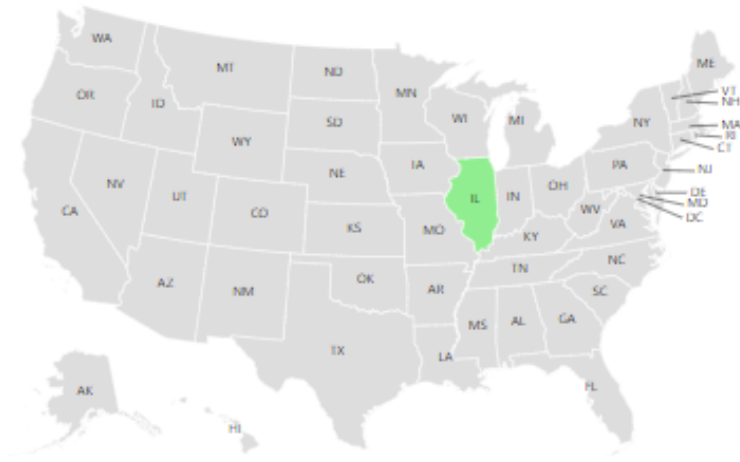 WA
MT
ND
MN
ME
OR
ID
SD
WI
MI
VT
NH
WY
NY
MA
RI
CT
IA
NE
PA
NJ
NV
UT
CO
IL
IN
OH
DE
MD
DC
CA
KS
MO
WV
VA
KY
NC
AZ
NM
OK
AR
TN
SC
MS
AL
GA
TX
LA
FL
AK
HI